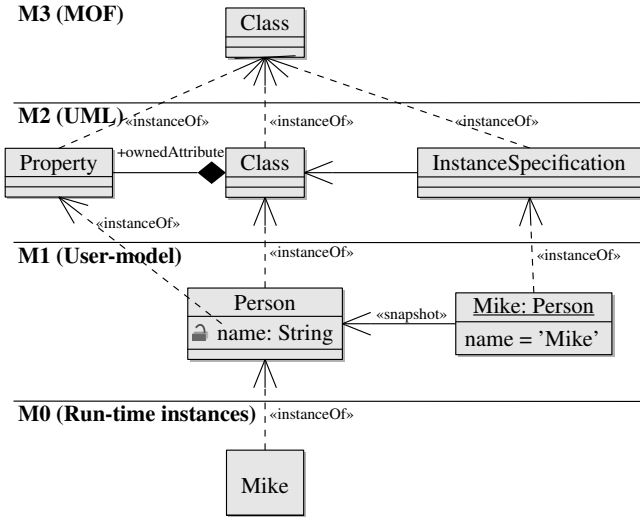 M3 (MOF)
Class
M2 (UML)
«instanceOf»
«instanceOf»
«instanceOf»
Property
+ownedAttribute
Class
InstanceSpecification
«instanceOf»
M1 (User-model)
«instanceOf»
«instanceOf»
Person
name: String
«snapshot»
Mike: Person
name = 'Mike'
M0 (Run-time instances)
«instanceOf»
Mike